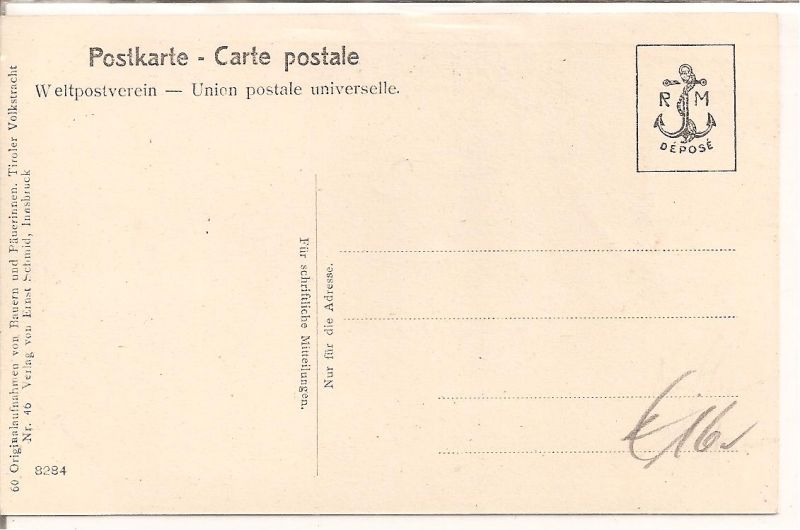 Postkarte - Carte postale
Weltpostverein — Union postale universelle.
R M
DÉPOSÉ
60 Originalaufnahmen von Bauern und Bäuerinnen. Tiroler Volkstracht
Nr. 46 Verlag von Ernst Schmid, Innsbruck
Für schriftliche Mitteilungen.
Nur für die Adresse.
8284